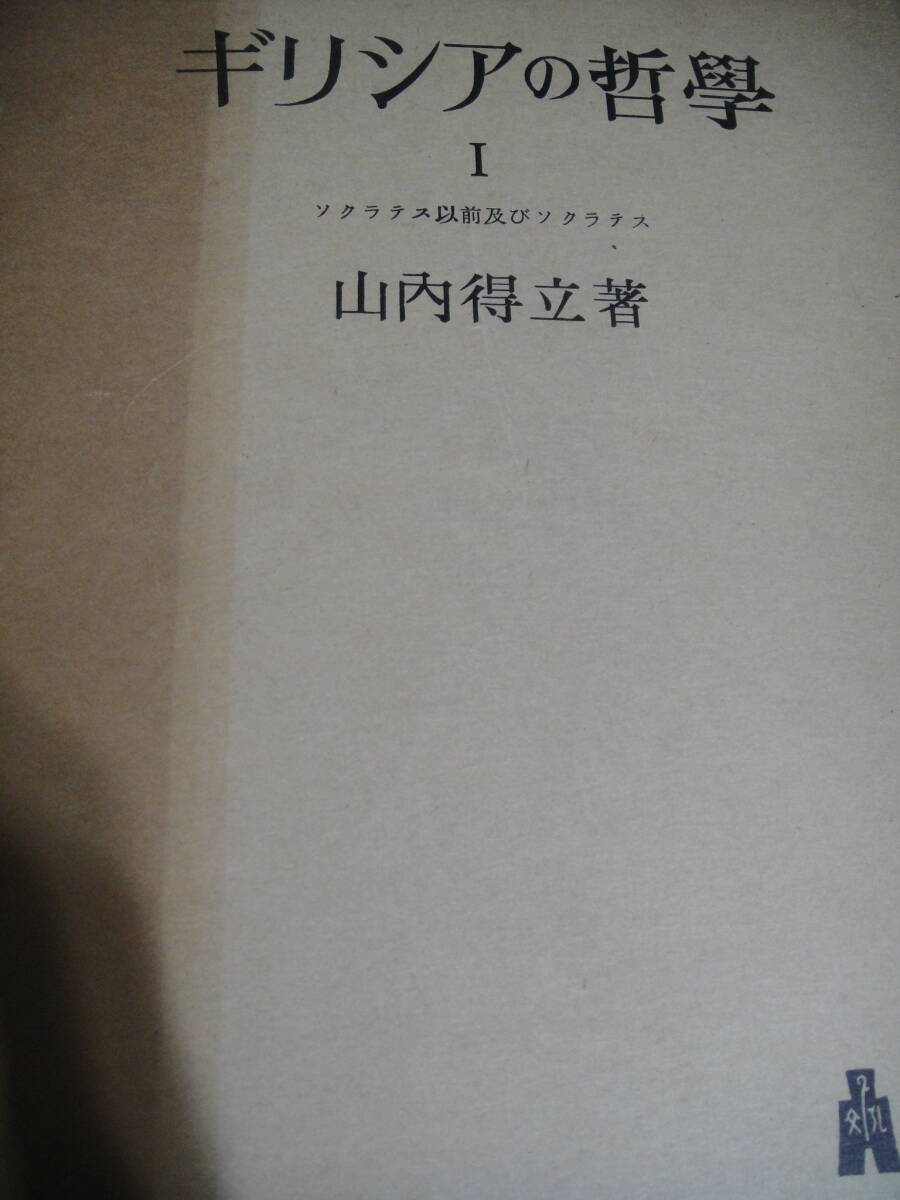 ギリシアの哲學
I
ソクラテス以前及びソクラテス
山內得立著